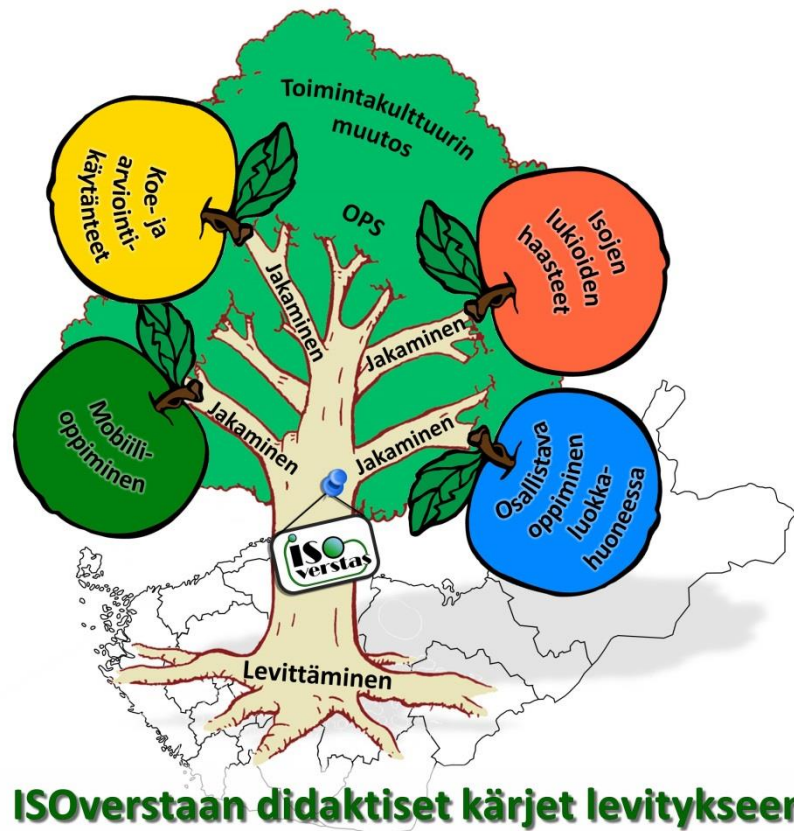 Toimintakulttuurin
muutos
OPS
Koe- ja
arviointi-
käytänteet
Isojen
lukioiden
haasteet
Jakaminen
Jakaminen
Mobiili-
oppiminen
Jakaminen
Jakaminen
Osallistava
oppiminen
luokka-
huoneessa
ISO
verstas
Levittäminen
ISOverstaan didaktiset kärjet levitykseen